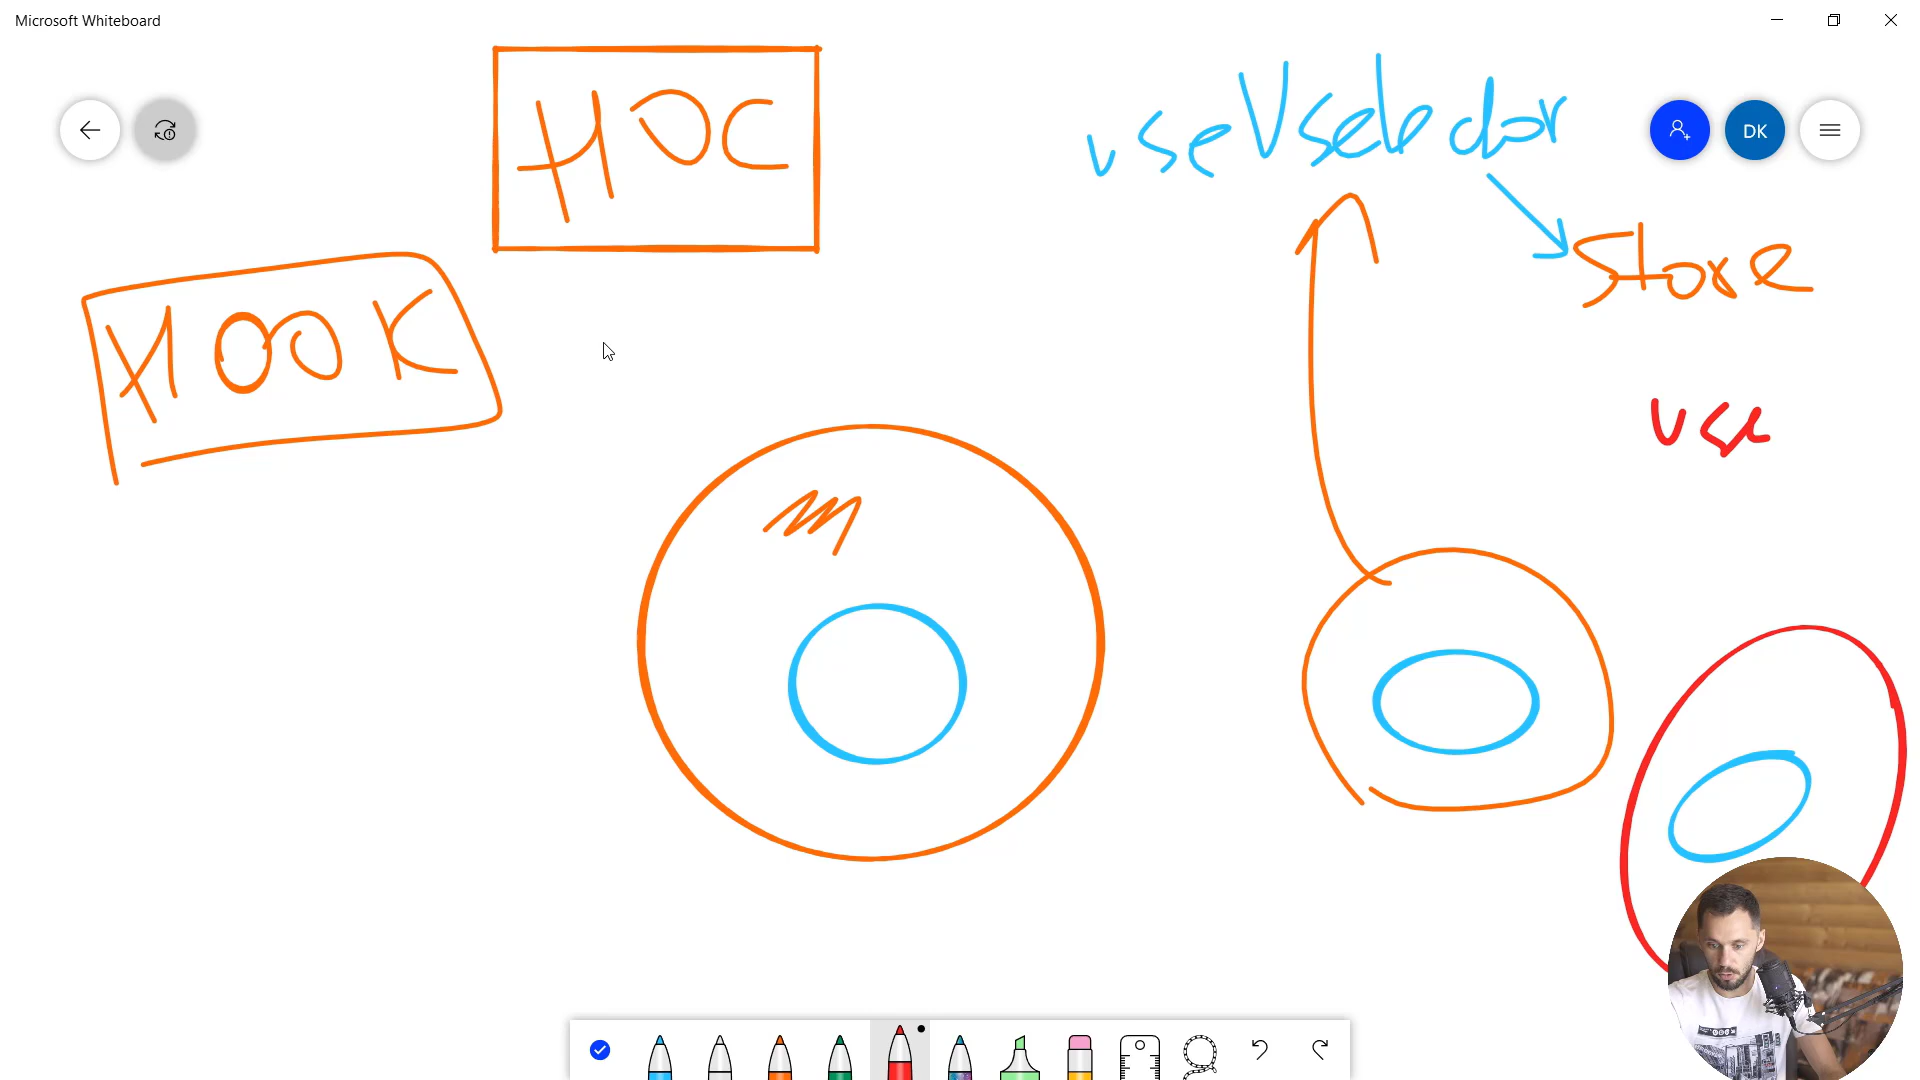 Microsoft Whiteboard
HOC
useVselector
DK
Store
HOOK
use